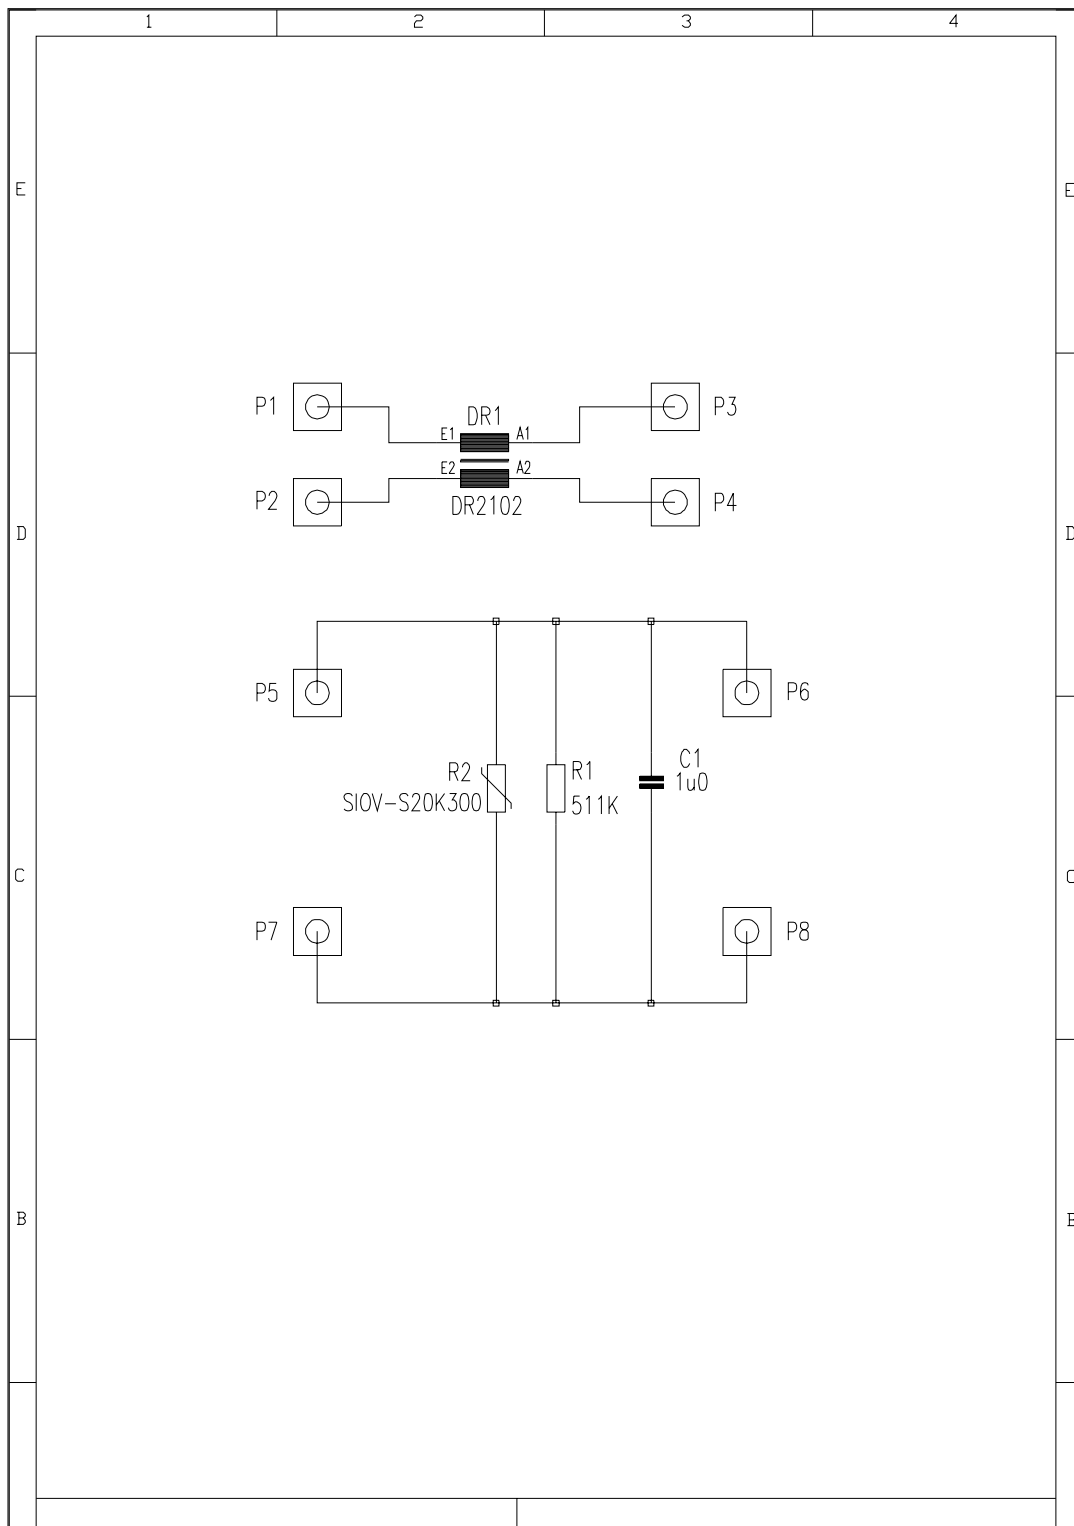 1 2 3 4
E E
P1 DR1 P3
E1 A1
E2 A2
P2 DR2102 P4
D D
P5 P6
R2 R1 C1
SIOV-S20K300 511K 1u0
C C
P7 P8
B B